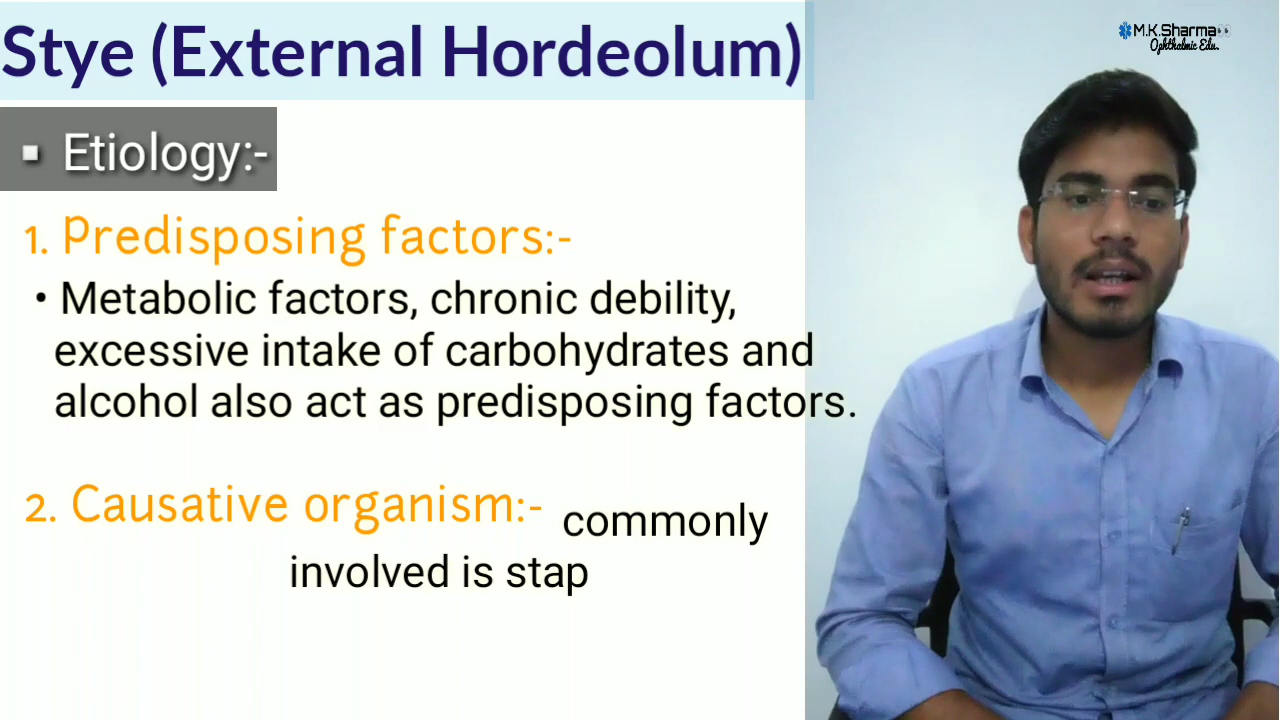 Stye (External Hordeolum)
M.K.Sharma
Ophthalmic Edu.
▪ Etiology:-
1. Predisposing factors:-
• Metabolic factors, chronic debility,
excessive intake of carbohydrates and
alcohol also act as predisposing factors.
2. Causative organism:- commonly
involved is stap